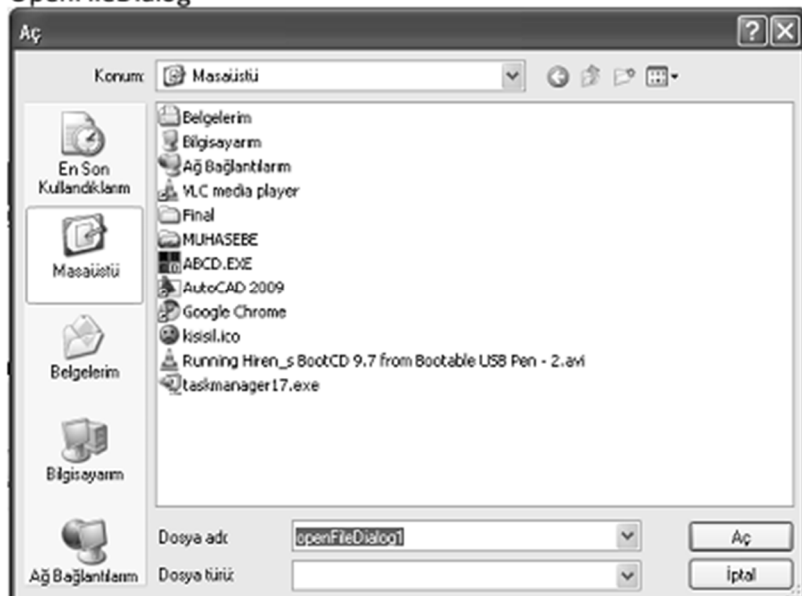 OpenFileDialog
Aç
Konum:
Masaüstü
En Son
Kullandıklarım
Masaüstü
Belgelerim
Bilgisayarım
Ağ Bağlantılarım
Belgelerim
Bilgisayarım
Ağ Bağlantılarım
VLC media player
Final
MUHASEBE
ABCD.EXE
AutoCAD 2009
Google Chrome
kisisil.ico
Running Hiren_s BootCD 9.7 from Bootable USB Pen - 2.avi
taskmanager17.exe
Dosya adı:
openFileDialog1
Aç
Dosya türü:
İptal